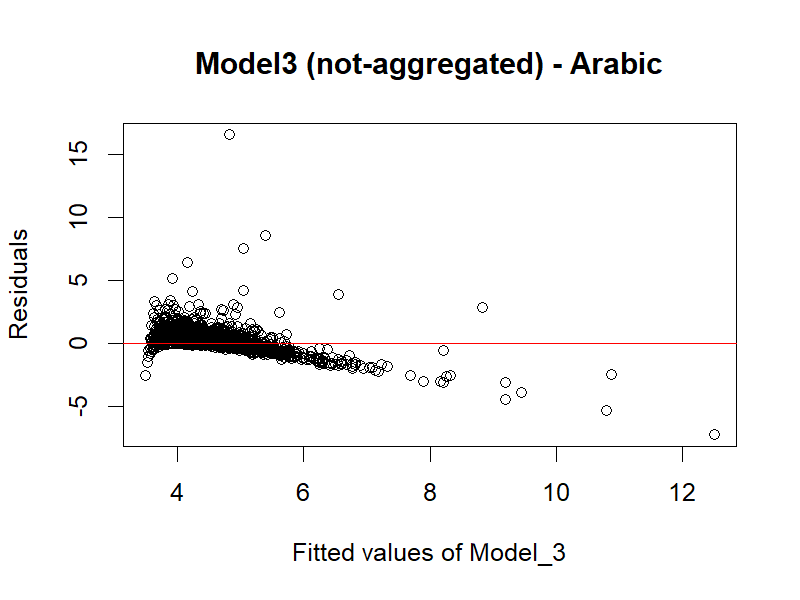 Model3 (not-aggregated) - Arabic
Residuals
15
10
5
0
-5
4 6 8 10 12
Fitted values of Model_3